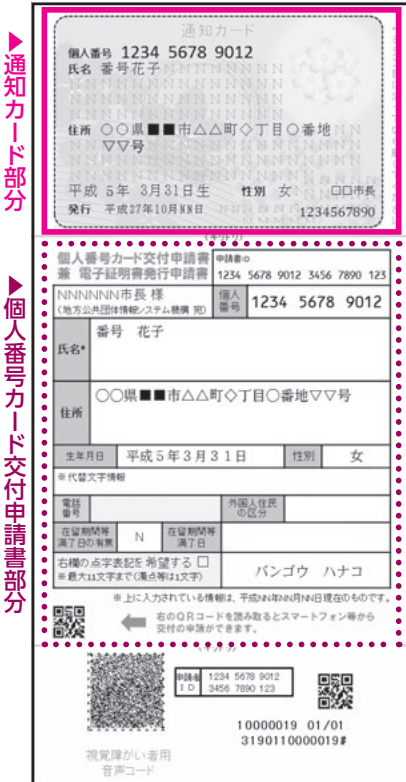 ▶通知カード部分
通知カード
個人番号 1234 5678 9012
氏名 番号花子
住所 〇〇県■■市△△町◇丁目〇番地
▽▽号
平成 5年 3月31日生 性別 女 □□市長
発行 平成27年10月NN日 1234567890
(キリトリ)
▶個人番号カード交付申請書部分
個人番号カード交付申請書
兼 電子証明書発行申請書
申請書ID
1234 5678 9012 3456 7890 123
NNNNNN市長 様
(地方公共団体情報システム機構 宛)
個人番号 1234 5678 9012
氏名* 番号 花子
住所 〇〇県■■市△△町◇丁目〇番地▽▽号
生年月日 平成5年3月31日 性別 女
※代替文字情報
電話番号 外国人住民の区分
在留期間等満了日の有無 N 在留期間等満了日
右欄の点字表記を希望する □
※最大11文字まで(濁点等は1文字)
バンゴウ ハナコ
※上に入力されている情報は、平成NN年NN月NN日現在のものです。
右のQRコードを読み取るとスマートフォン等から
交付の申請ができます。
(キリトリ)
申請書ID 1234 5678 9012
3456 7890 123
10000019 01/01
3190110000019#
視覚障がい者用
音声コード